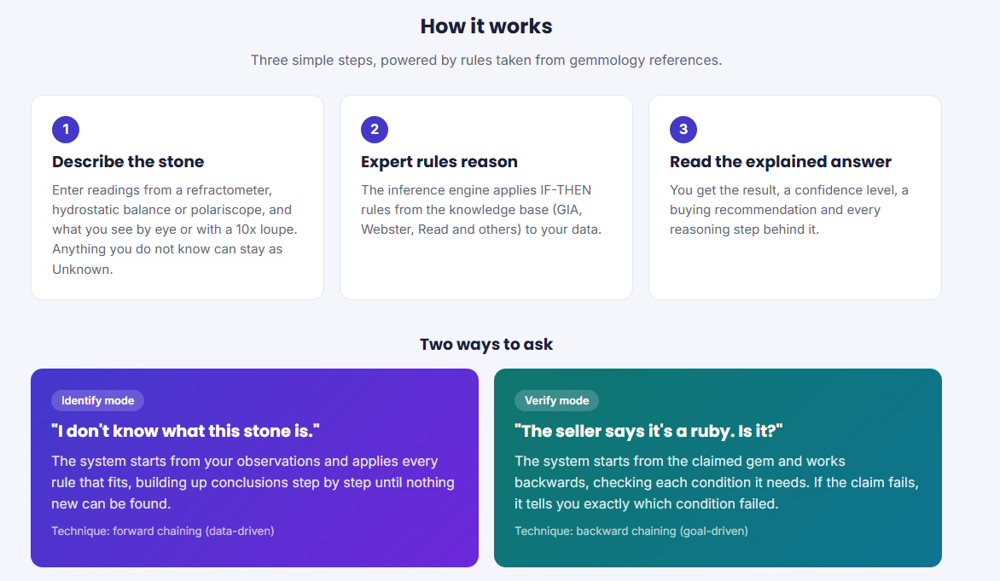 How it works
Three simple steps, powered by rules taken from gemmology references.
1
Describe the stone
Enter readings from a refractometer,
hydrostatic balance or polariscope, and
what you see by eye or with a 10x loupe.
Anything you do not know can stay as
Unknown.
2
Expert rules reason
The inference engine applies IF-THEN
rules from the knowledge base (GIA,
Webster, Read and others) to your data.
3
Read the explained answer
You get the result, a confidence level, a
buying recommendation and every
reasoning step behind it.
Two ways to ask
Identify mode
"I don't know what this stone is."
The system starts from your observations and applies every
rule that fits, building up conclusions step by step until nothing
new can be found.
Technique: forward chaining (data-driven)
Verify mode
"The seller says it's a ruby. Is it?"
The system starts from the claimed gem and works
backwards, checking each condition it needs. If the claim fails,
it tells you exactly which condition failed.
Technique: backward chaining (goal-driven)